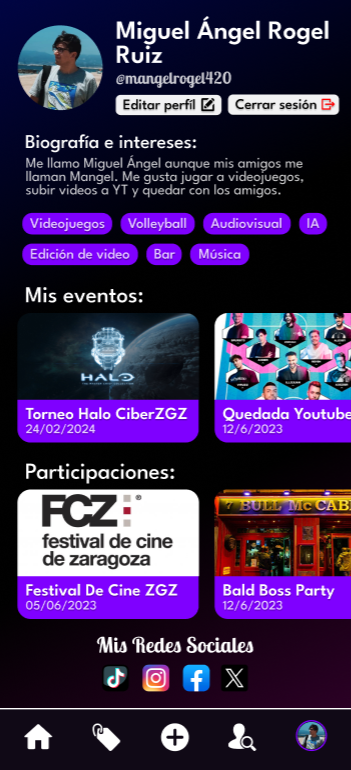 Miguel Ángel Rogel
Ruiz
@mangelrogel420
Editar perfíl
Cerrar sesión
Biografía e intereses:
Me llamo Miguel Ángel aunque mis amigos me
llaman Mangel. Me gusta jugar a videojuegos,
subir videos a YT y quedar con los amigos.
Videojuegos
Volleyball
Audiovisual
IA
Edición de video
Bar
Música
Mis eventos:
HALO
Torneo Halo CiberZGZ
24/02/2024
Quedada Youtube
12/6/2023
Participaciones:
FCZ
festival de cine
de zaragoza
7 BULL McCAB
Festival De Cine ZGZ
05/06/2023
Bald Boss Party
12/6/2023
Mis Redes Sociales